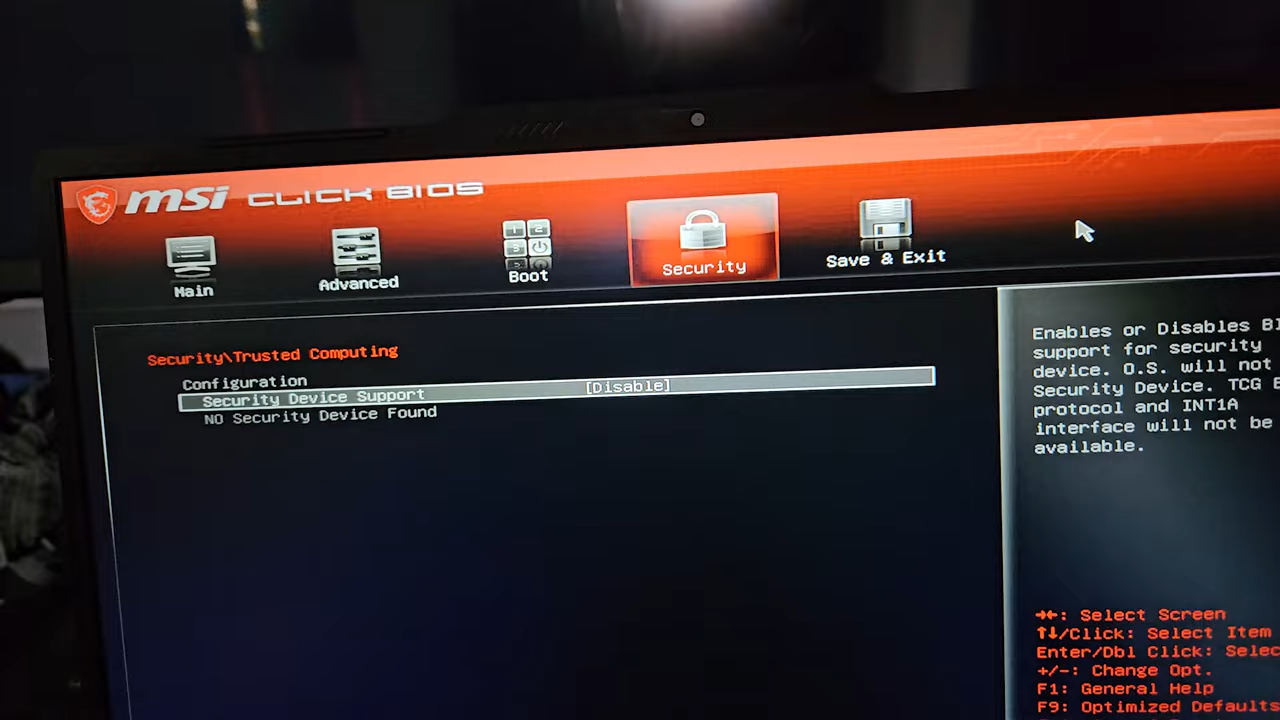 msi CLICK BIOS
Main
Advanced
Boot
Security
Save & Exit
Security\Trusted Computing
Configuration
Security Device Support [Disable]
NO Security Device Found
Enables or Disables
support for security
device. O.S. will not
Security Device. TCG
protocol and INT1A
interface will not be
available.
→←: Select Screen
↑↓/Click: Select Item
Enter/Dbl Click:
+/-: Change Opt.
F1: General Help
F9: Optimized Defaults